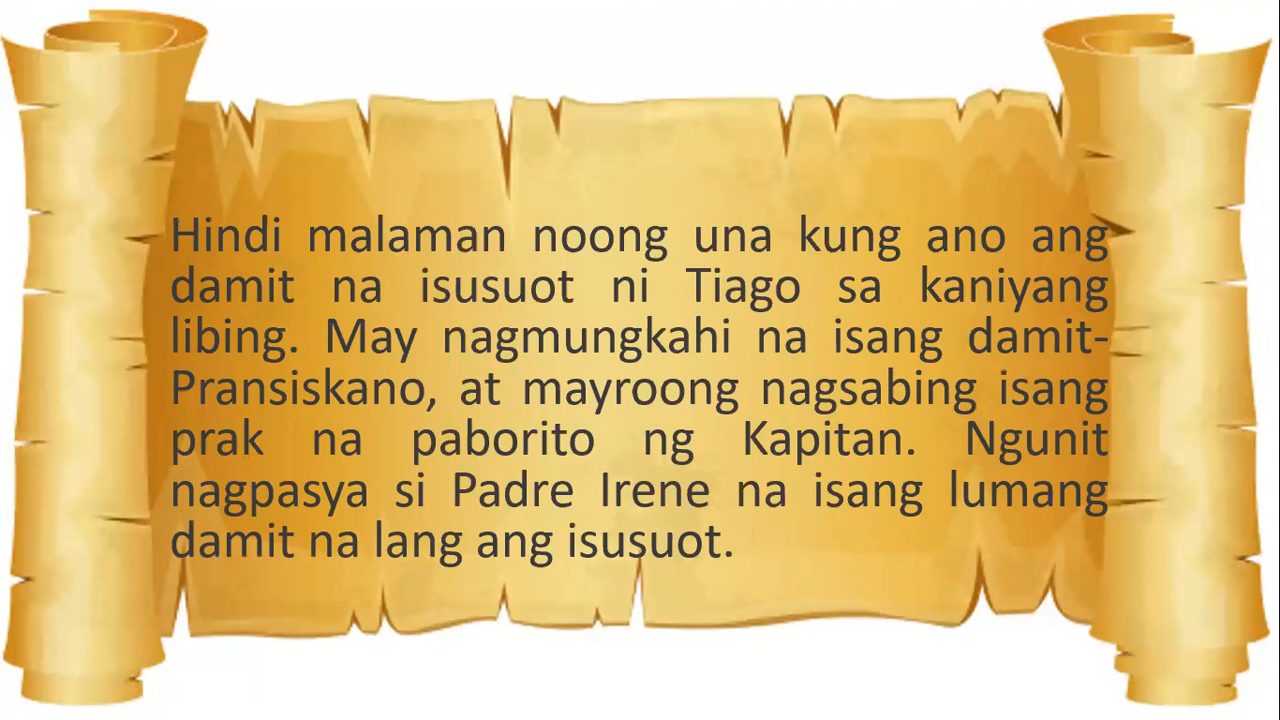 Hindi malaman noong una kung ano ang
damit na isusuot ni Tiago sa kaniyang
libing. May nagmungkahi na isang damit-
Pransiskano, at mayroong nagsabing isang
prak na paborito ng Kapitan. Ngunit
nagpasya si Padre Irene na isang lumang
damit na lang ang isusuot.